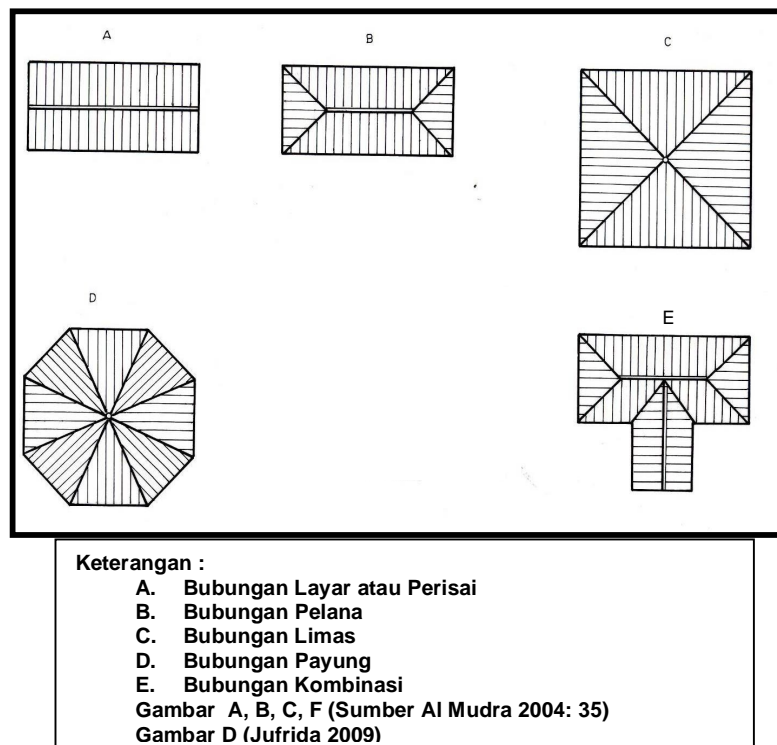 A
B
C
D
E
Keterangan :
A. Bubungan Layar atau Perisai
B. Bubungan Pelana
C. Bubungan Limas
D. Bubungan Payung
E. Bubungan Kombinasi
Gambar A, B, C, F (Sumber Al Mudra 2004: 35)
Gambar D (Jufrida 2009)